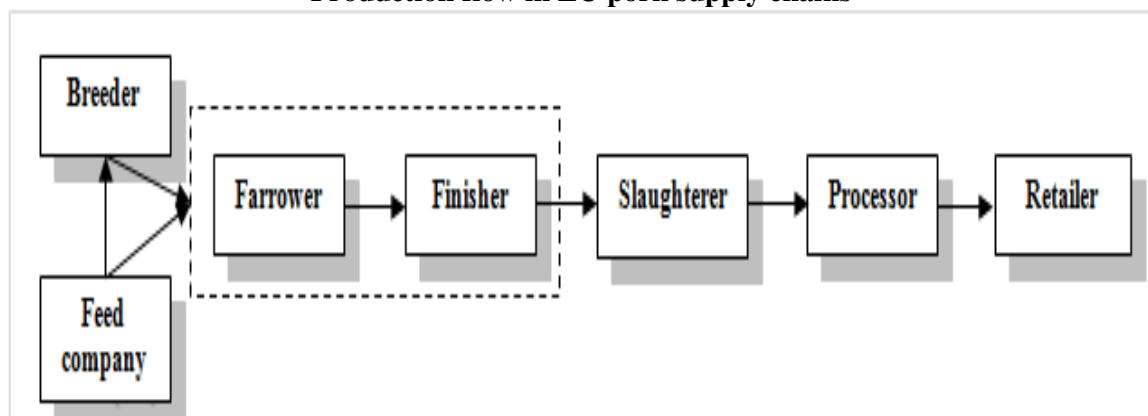 Production flow in EU pork supply chains
Breeder
Farrower
Finisher
Slaughterer
Processor
Retailer
Feed
company